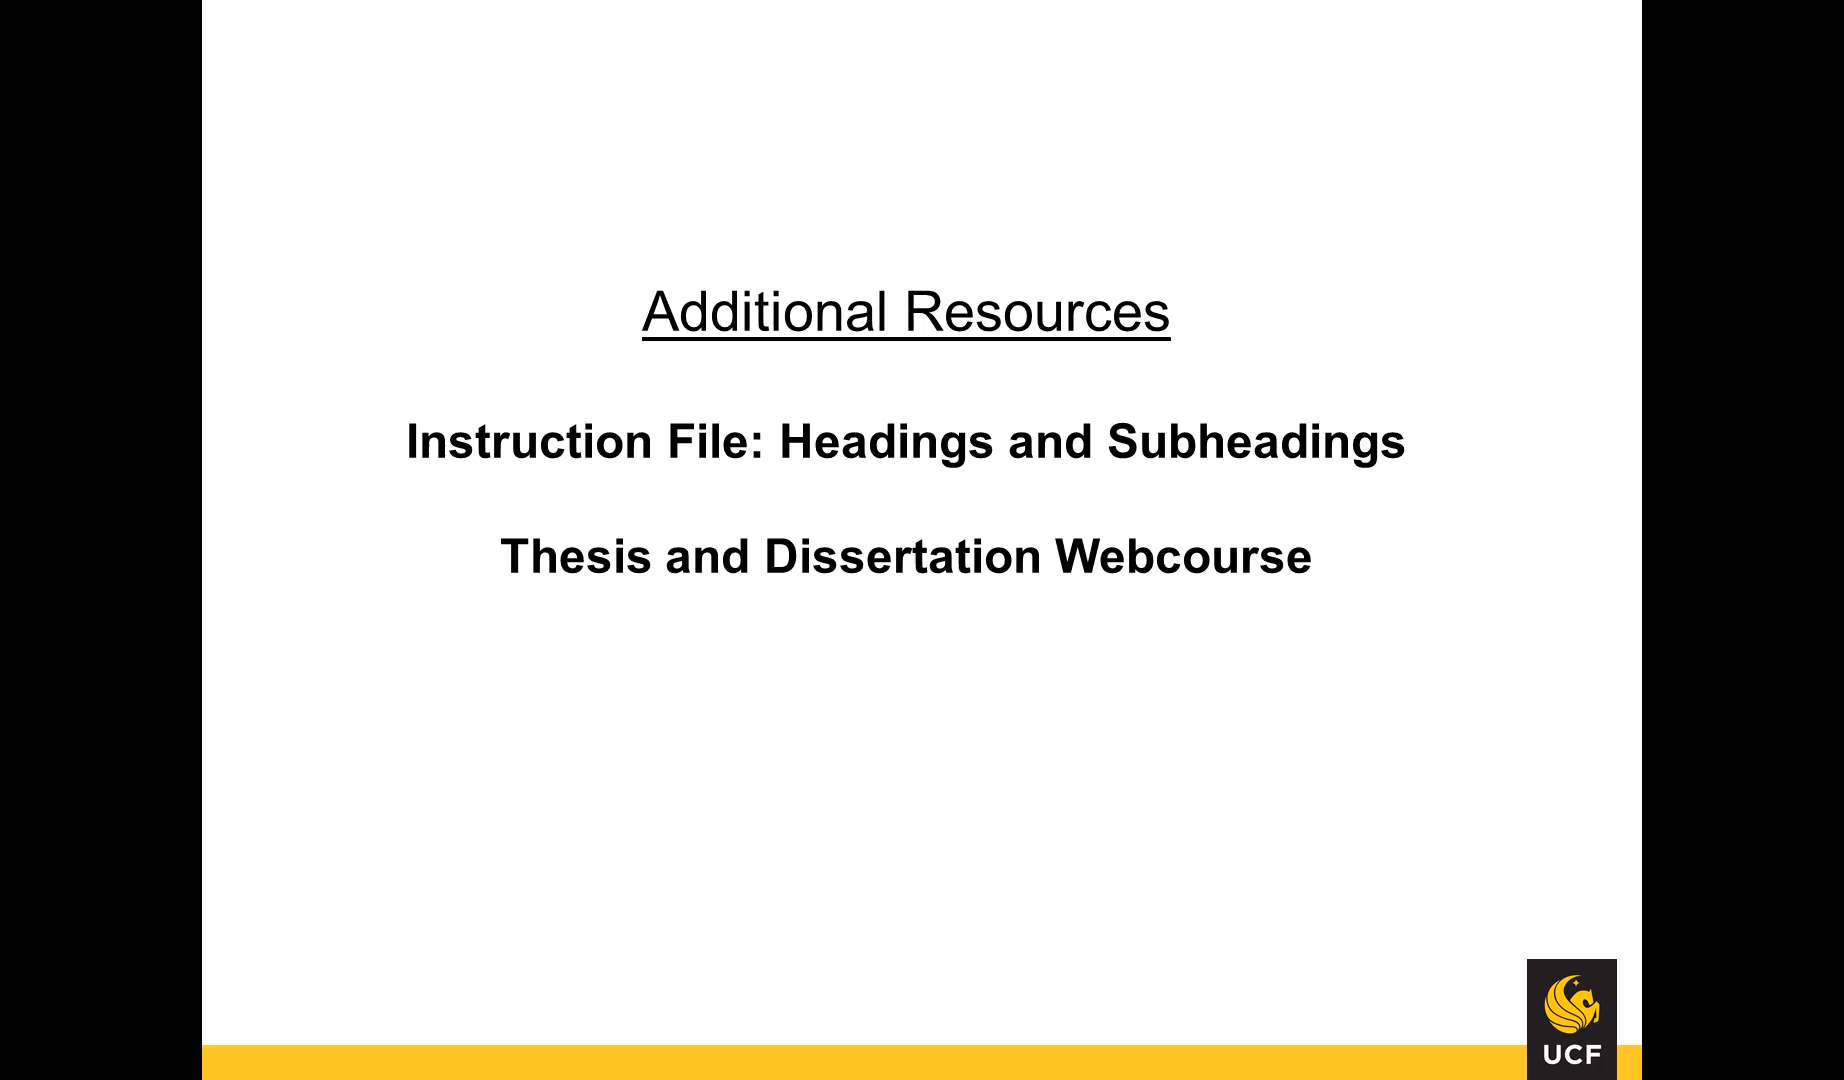 Additional Resources
Instruction File: Headings and Subheadings
Thesis and Dissertation Webcourse
UCF